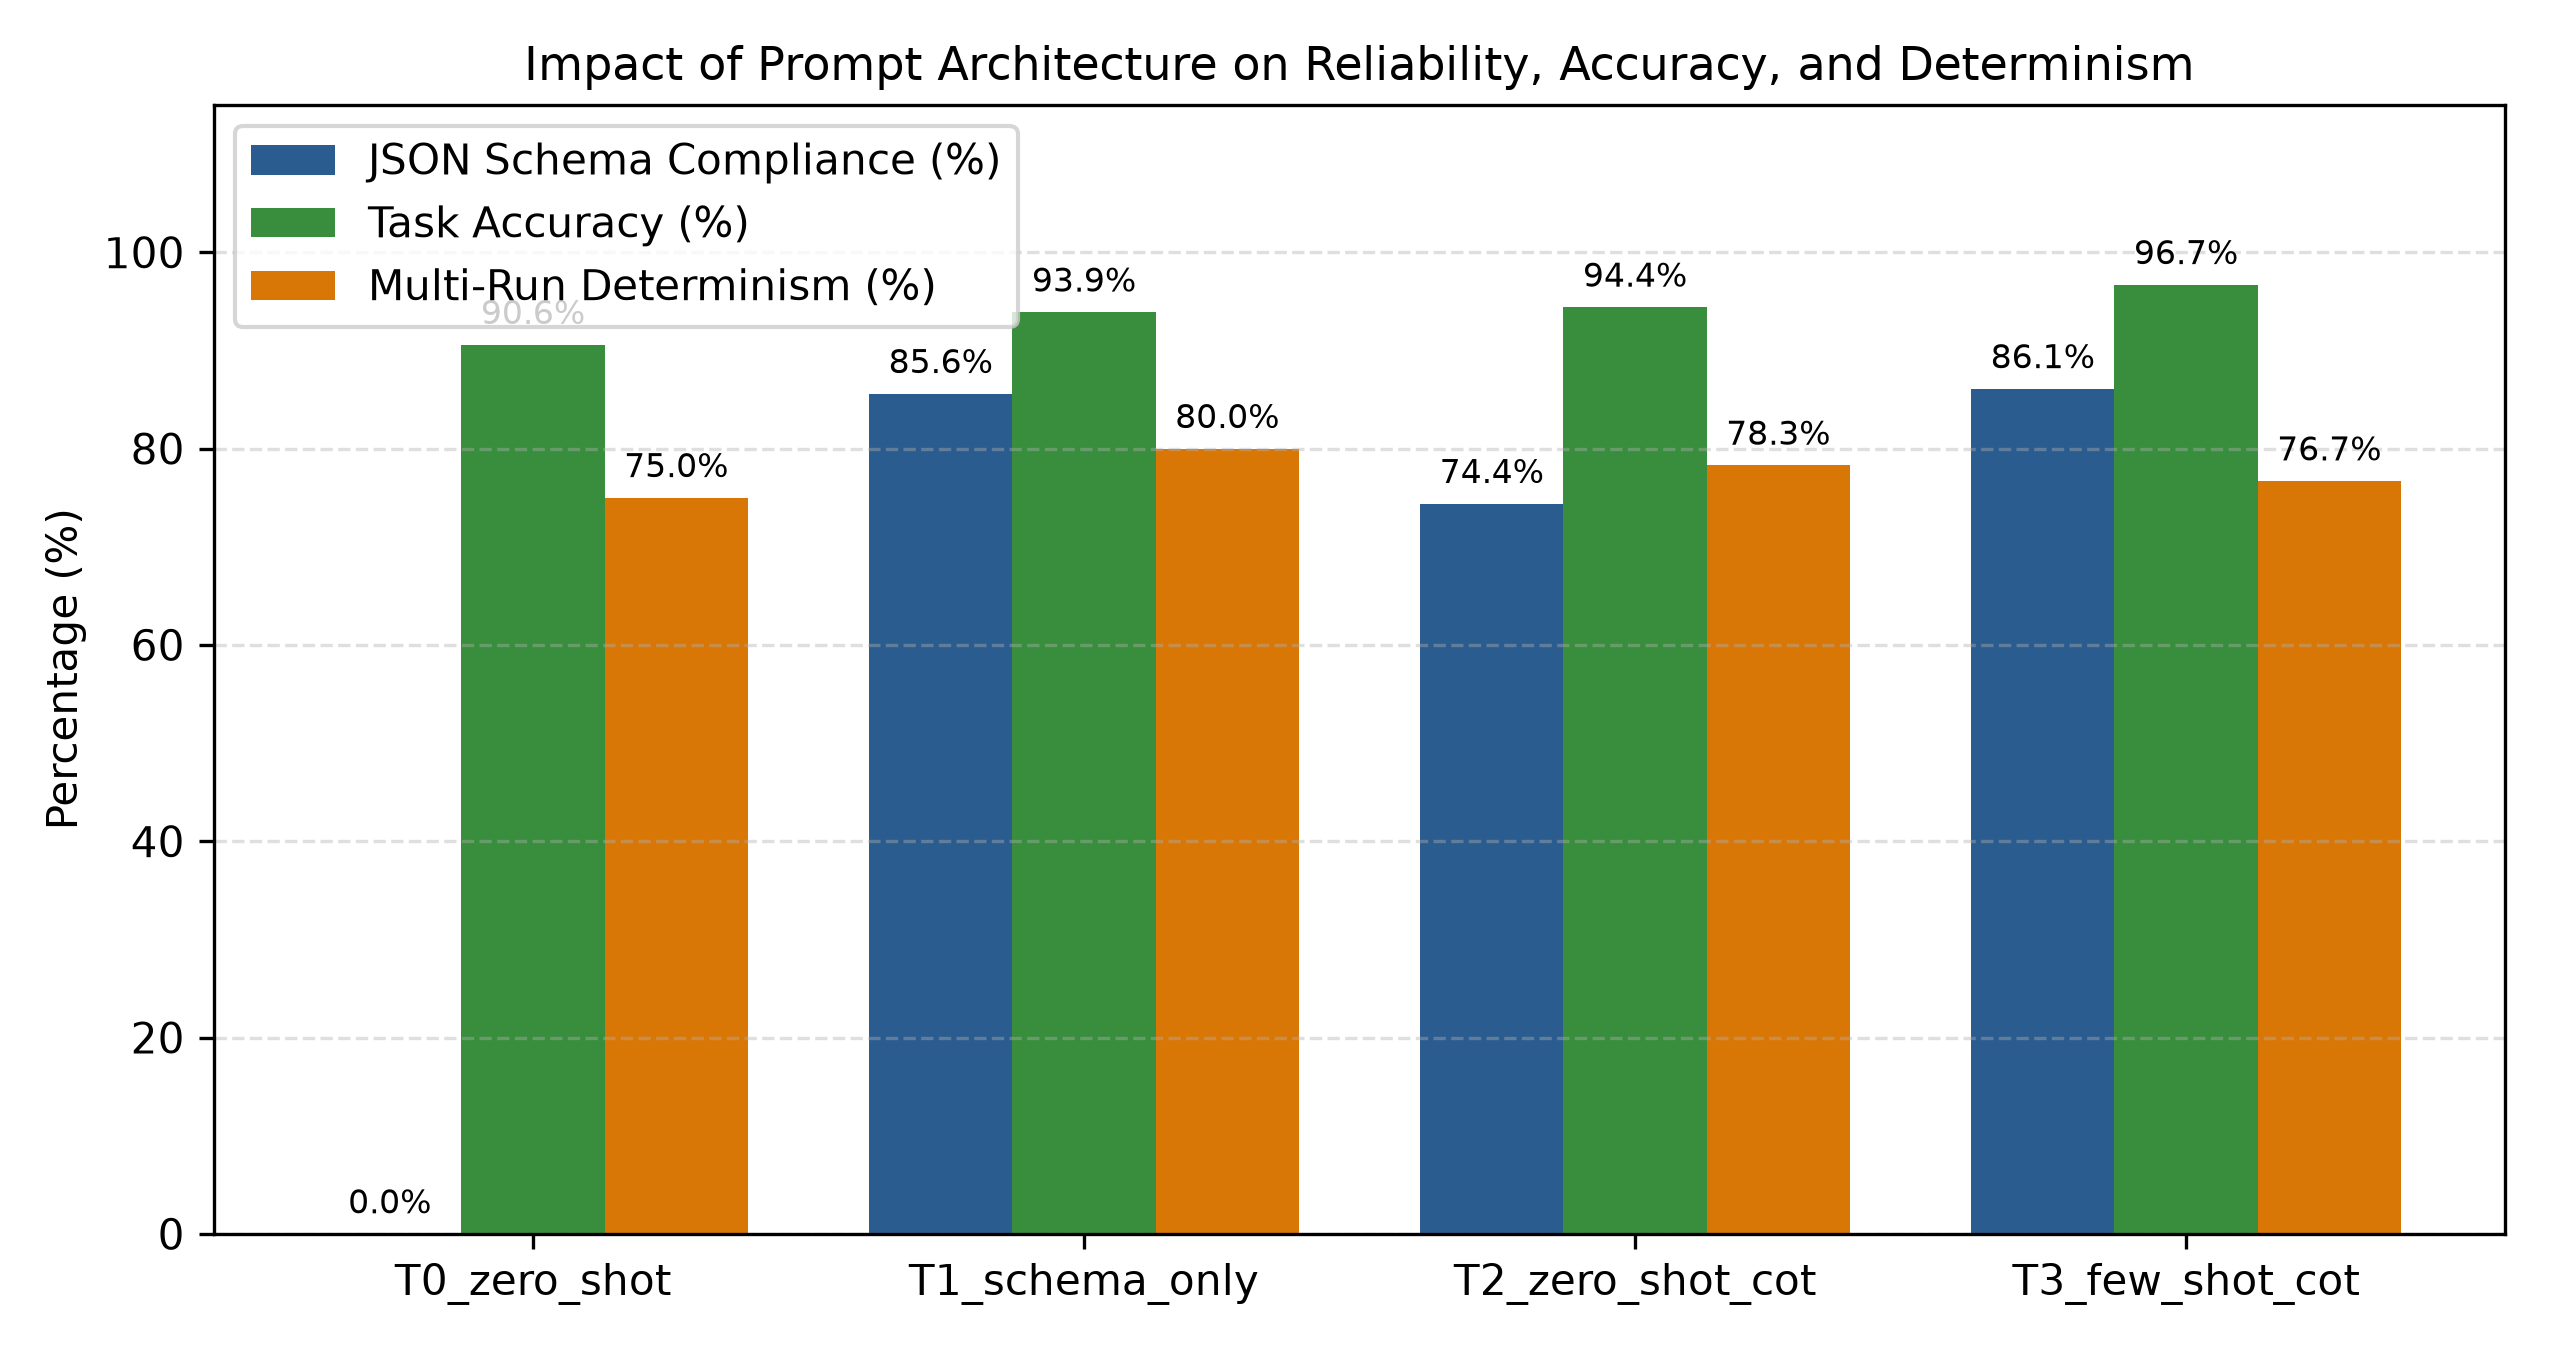 Impact of Prompt Architecture on Reliability, Accuracy, and Determinism
JSON Schema Compliance (%)
Task Accuracy (%)
Multi-Run Determinism (%)
Percentage (%)
100
80
60
40
20
0
0.0%
90.6%
75.0%
85.6%
93.9%
80.0%
74.4%
94.4%
78.3%
86.1%
96.7%
76.7%
T0_zero_shot
T1_schema_only
T2_zero_shot_cot
T3_few_shot_cot